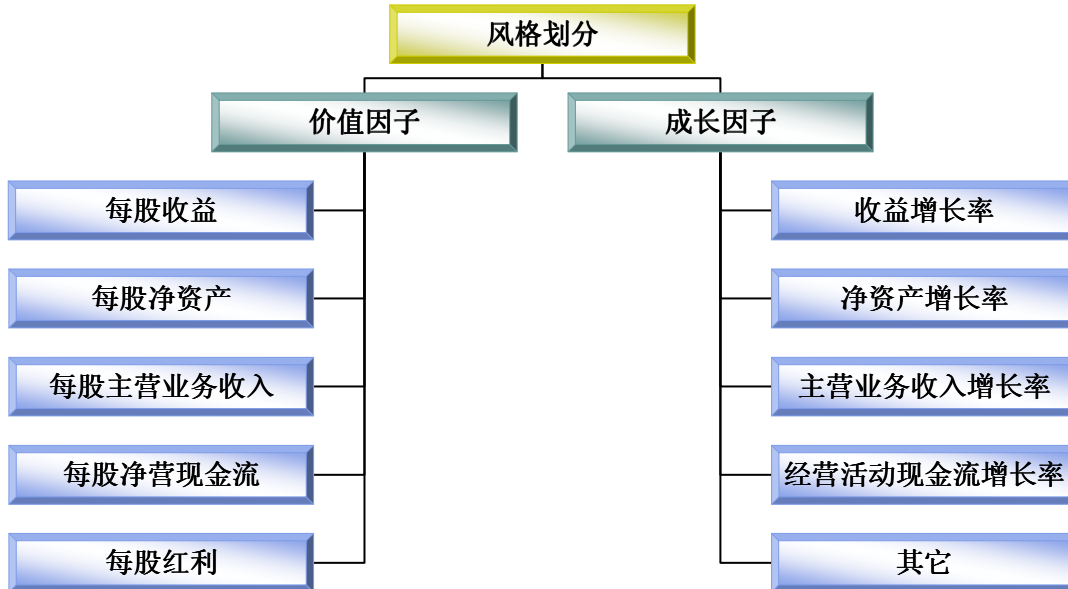 风格划分
价值因子
成长因子
每股收益
收益增长率
每股净资产
净资产增长率
每股主营业务收入
主营业务收入增长率
每股净营现金流
经营活动现金流增长率
每股红利
其它